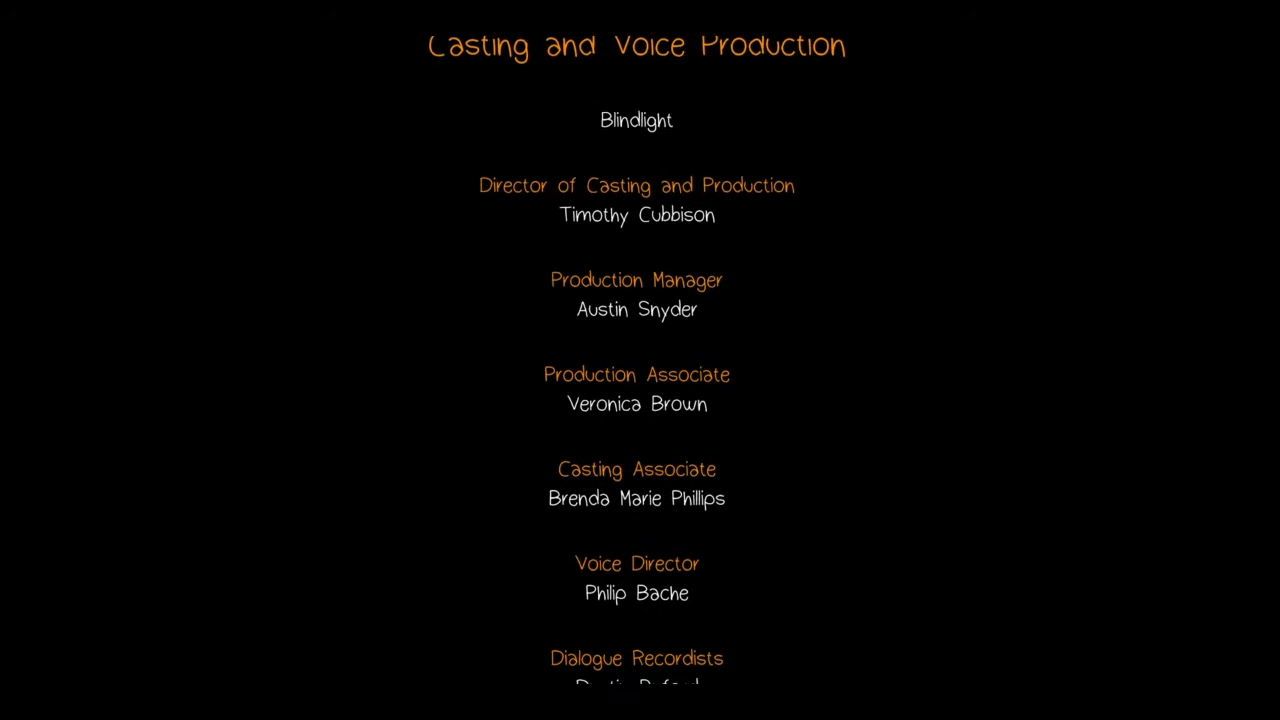 Casting and Voice Production
Blindlight
Director of Casting and Production
Timothy Cubbison
Production Manager
Austin Snyder
Production Associate
Veronica Brown
Casting Associate
Brenda Marie Phillips
Voice Director
Philip Bache
Dialogue Recordists